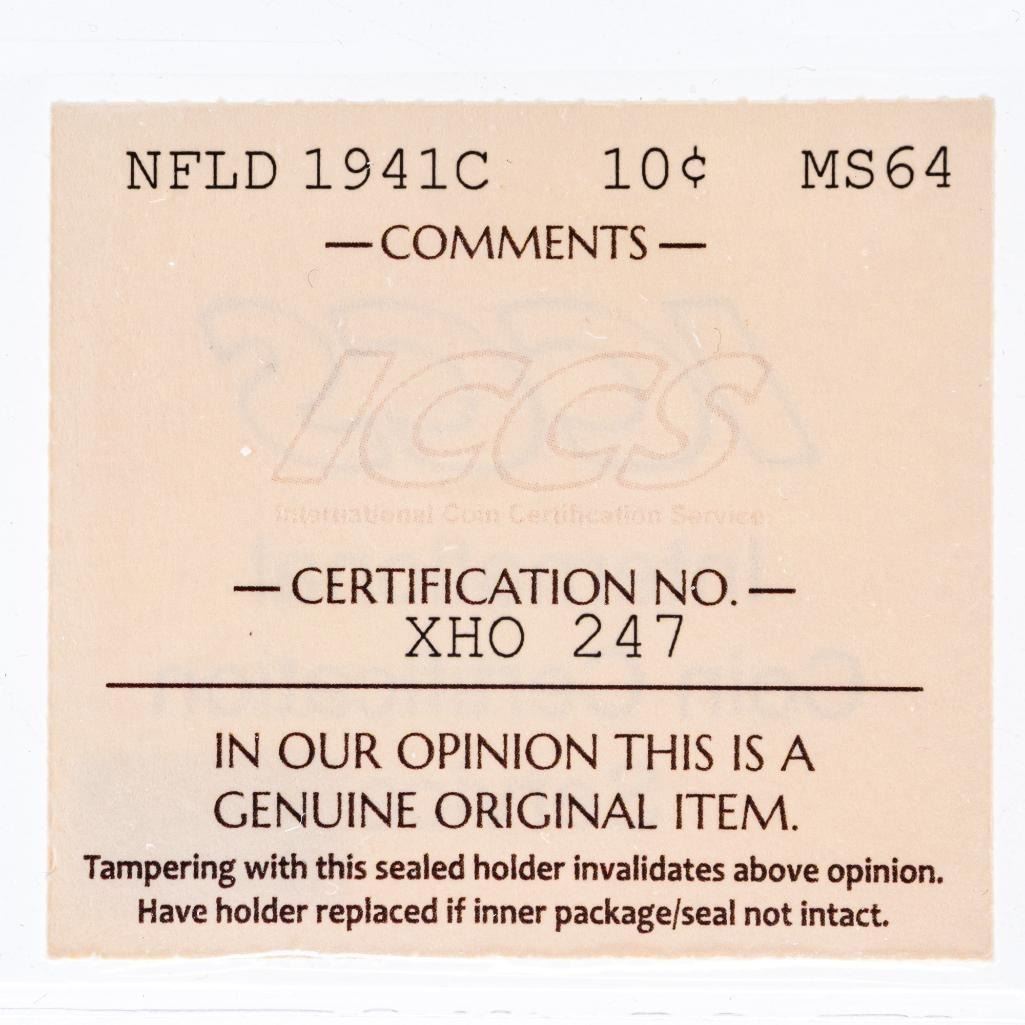 NFLD 1941C 10¢ MS64
—COMMENTS—
ICCS
International Coin Certification Service
—CERTIFICATION NO.—
XHO 247
IN OUR OPINION THIS IS A
GENUINE ORIGINAL ITEM.
Tampering with this sealed holder invalidates above opinion.
Have holder replaced if inner package/seal not intact.